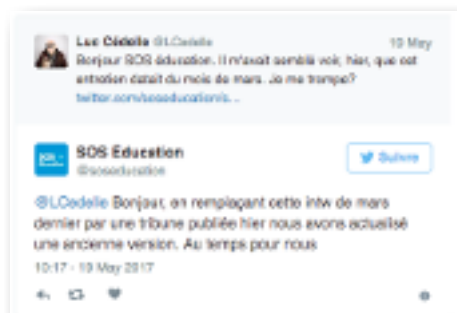 Luc Cédelle @LCedelle 19 May
Bonjour SOS éducation. Il m'avait semblé voir, hier, que cet
entretien datait du mois de mars. Je me trompe?
twitter.com/soseducation/s...
SOS Education
@soseducation
Suivre
@LCedelle Bonjour, en remplaçant cette intw de mars
dernier par une tribune publiée hier nous avons actualisé
une ancienne version. Au temps pour nous
10:17 - 19 May 2017